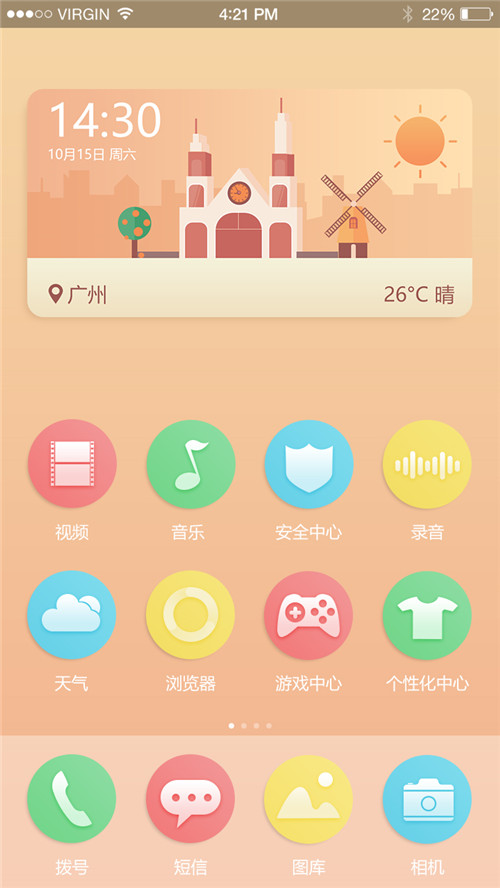 VIRGIN 4:21 PM 22%
14:30
10月15日 周六
广州 26°C 晴
视频 音乐 安全中心 录音
天气 浏览器 游戏中心 个性化中心
拨号 短信 图库 相机